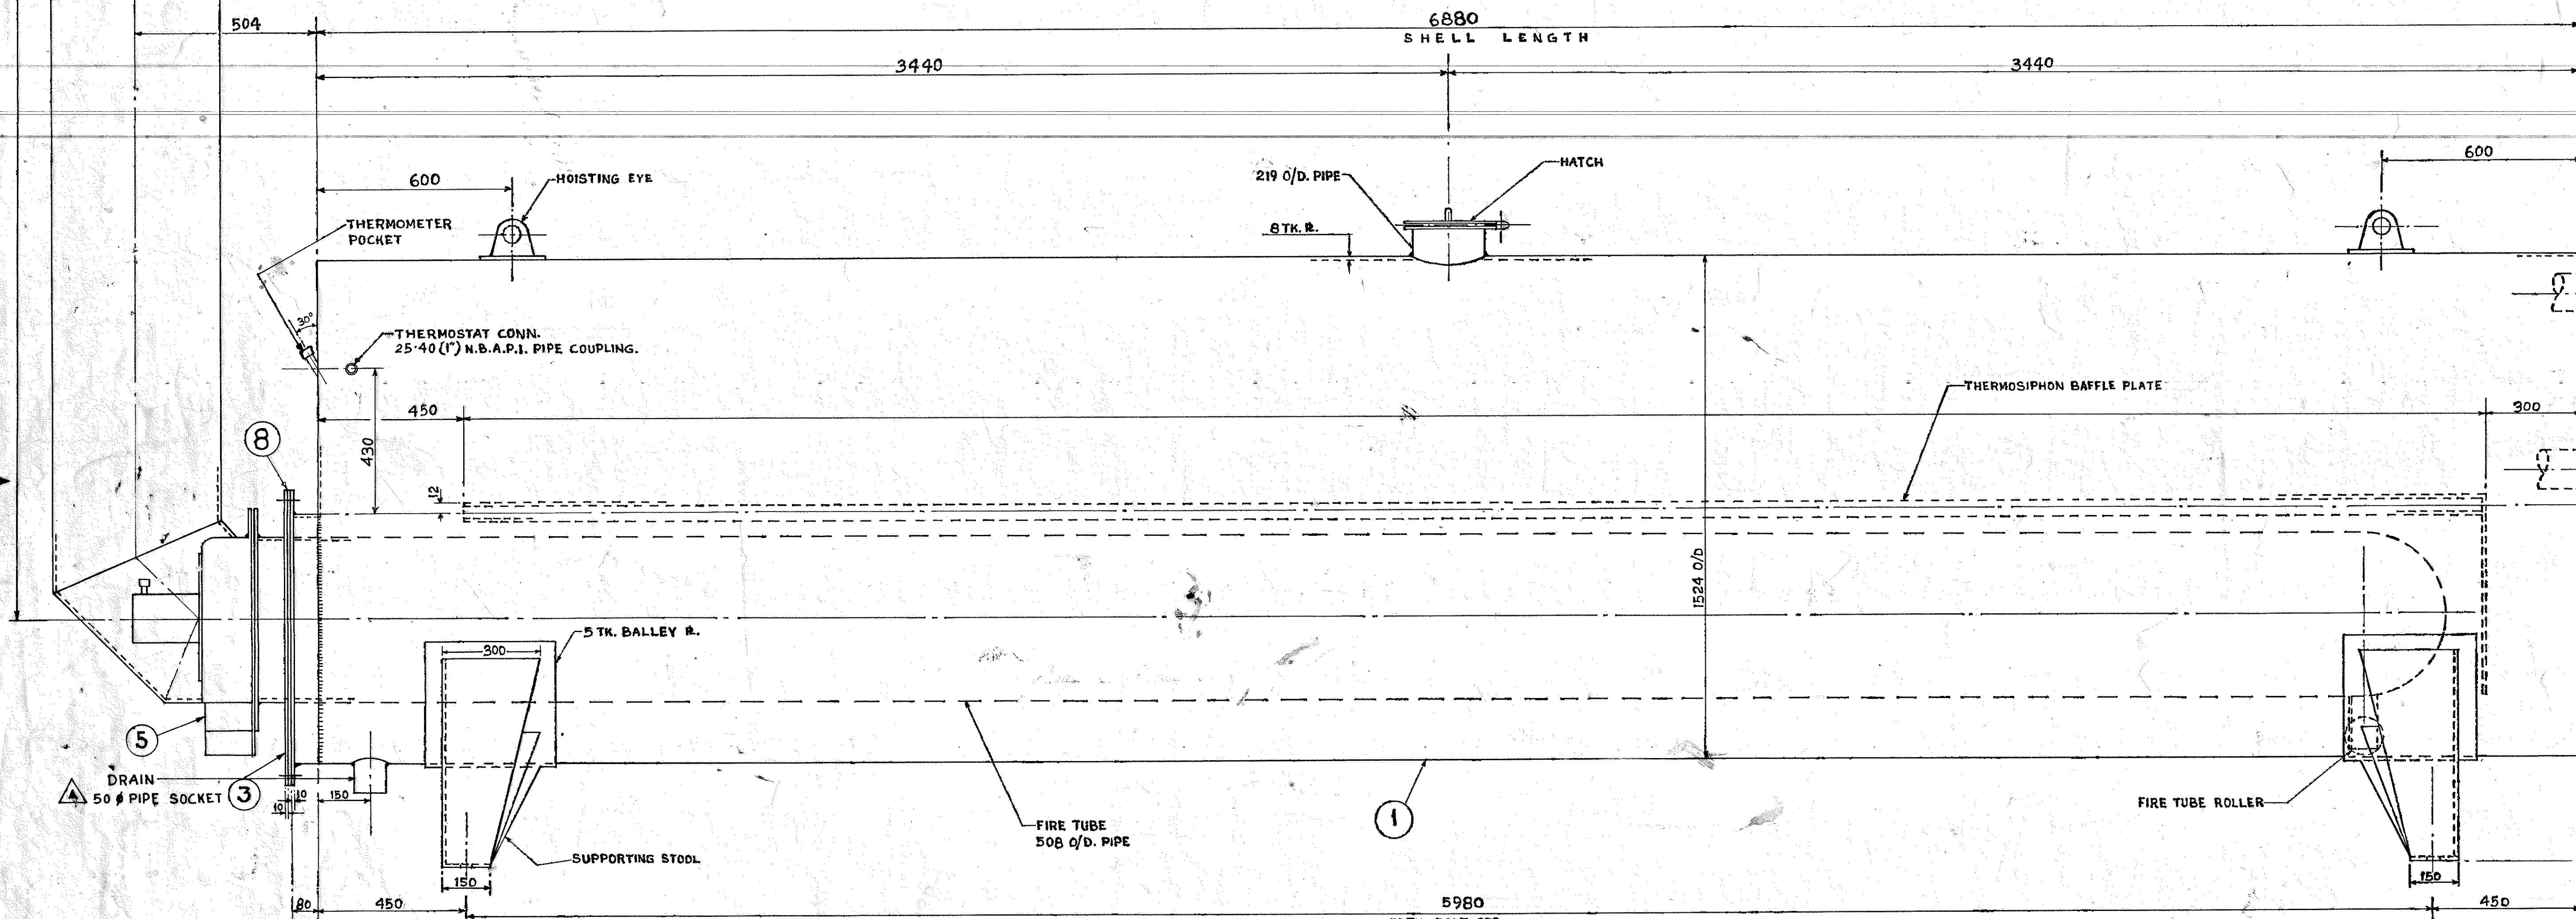 504
6880
SHELL LENGTH
3440
3440
600
HOISTING EYE
219 O/D. PIPE
HATCH
600
THERMOMETER
POCKET
8 TK. PL.
30°
THERMOSTAT CONN.
25·40 (1") N.B.A.P.I. PIPE COUPLING.
THERMOSIPHON BAFFLE PLATE
450
300
430
8
12
1524 O/D
5 TK. BALLEY PL.
300
5
DRAIN
A
50 ø PIPE SOCKET
3
10
10
150
1
FIRE TUBE ROLLER
FIRE TUBE
508 O/D. PIPE
SUPPORTING STOOL
150
150
80
450
5980
450